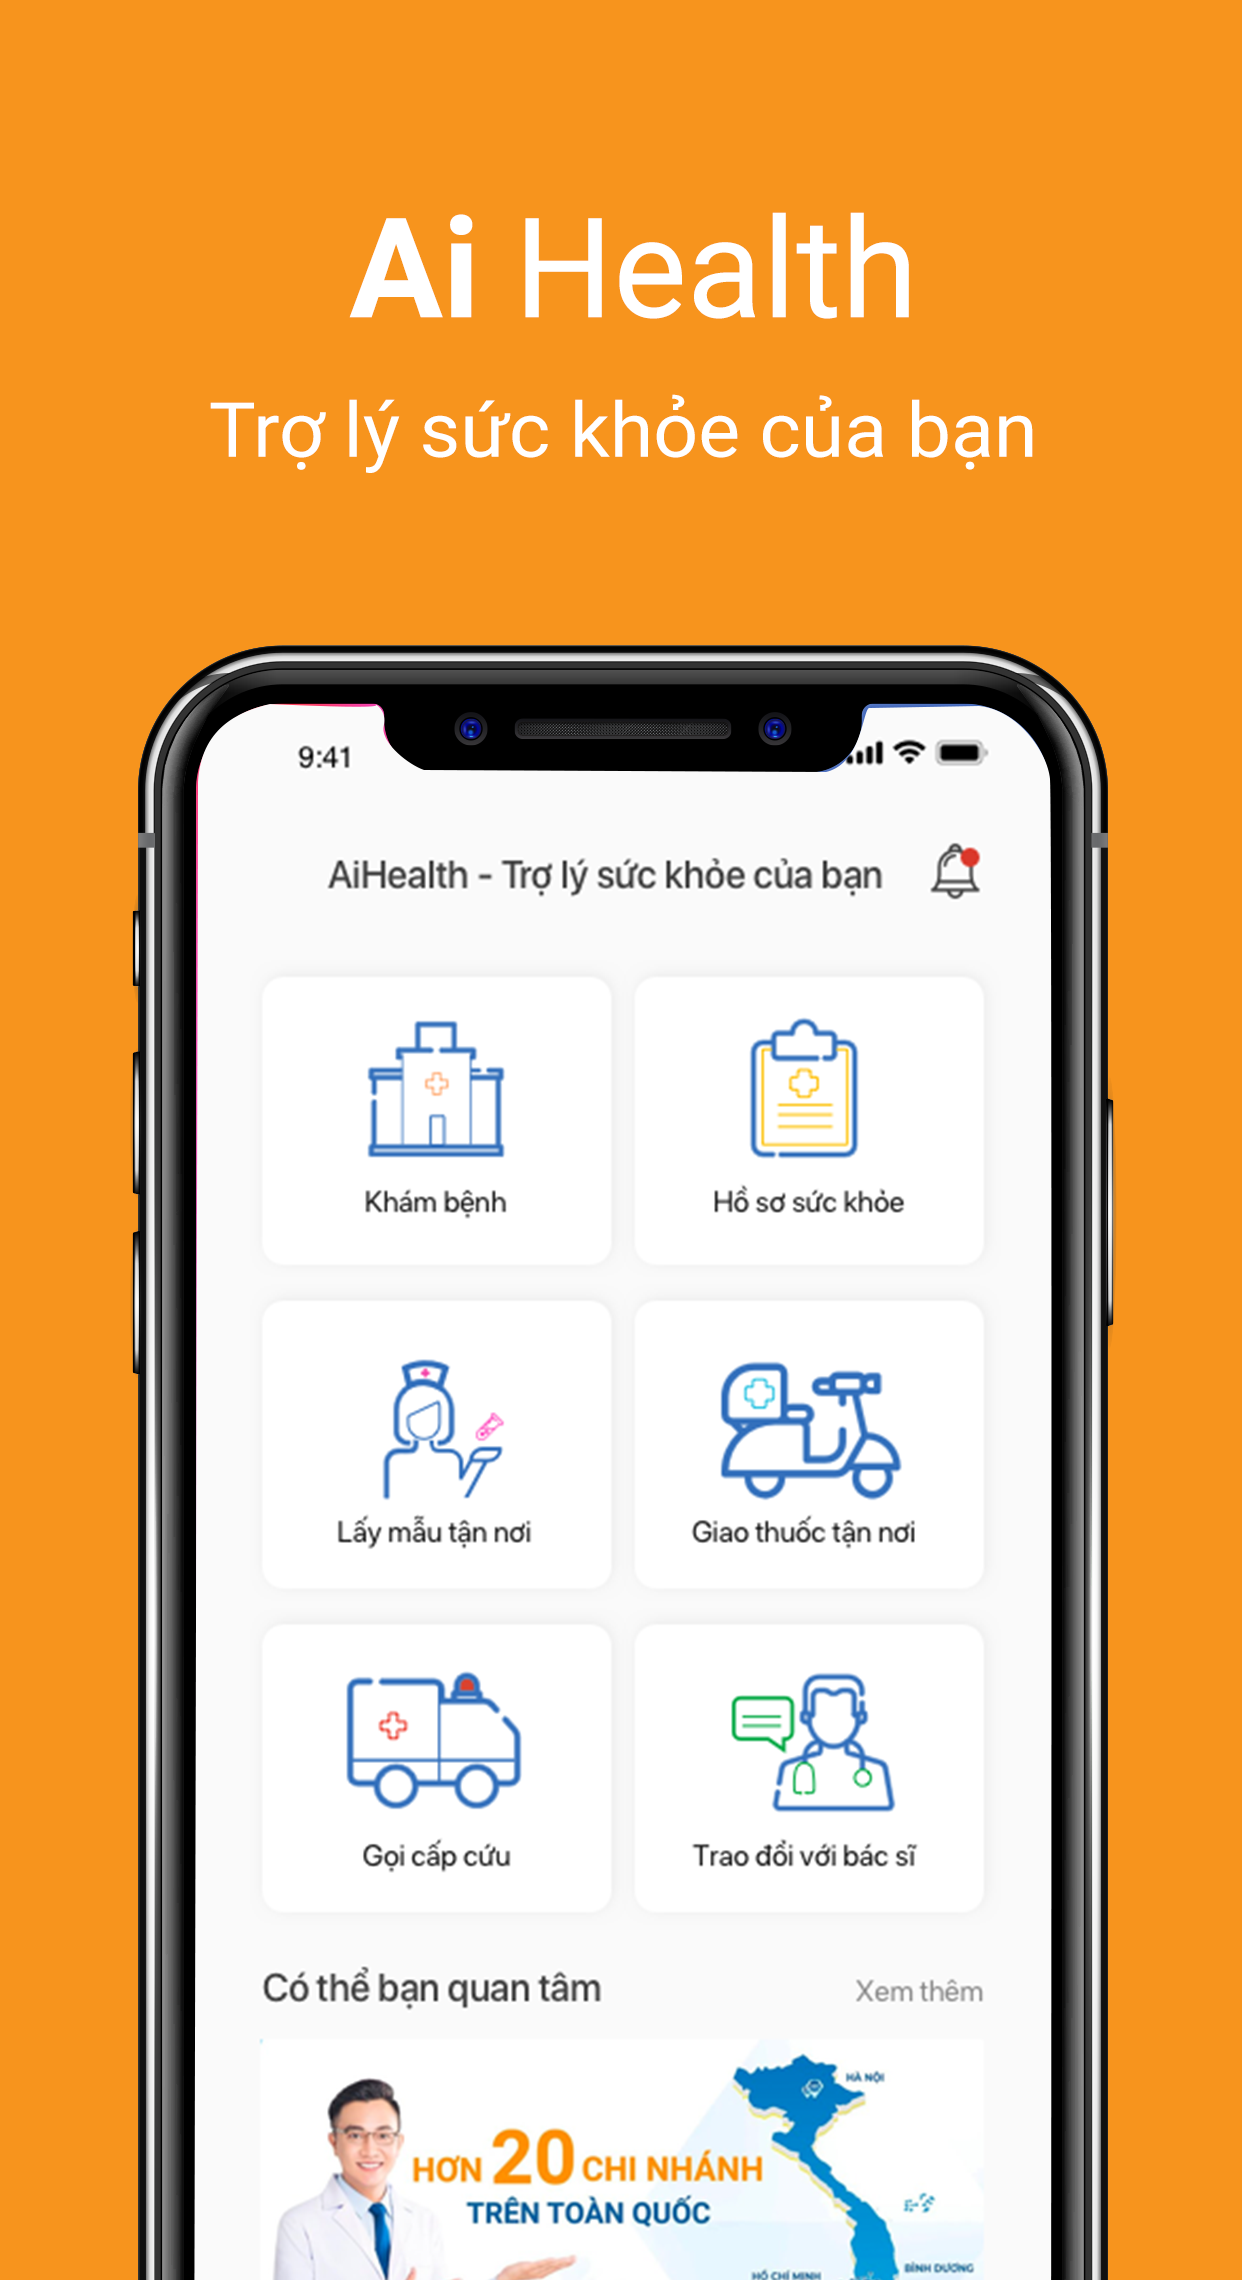 Ai Health
Trợ lý sức khỏe của bạn
9:41
AiHealth - Trợ lý sức khỏe của bạn
Khám bệnh
Hồ sơ sức khỏe
Lấy mẫu tận nơi
Giao thuốc tận nơi
Gọi cấp cứu
Trao đổi với bác sĩ
Có thể bạn quan tâm
Xem thêm
HÀ NỘI
HƠN 20 CHI NHÁNH
TRÊN TOÀN QUỐC
BÌNH DƯƠNG
HỒ CHÍ MINH